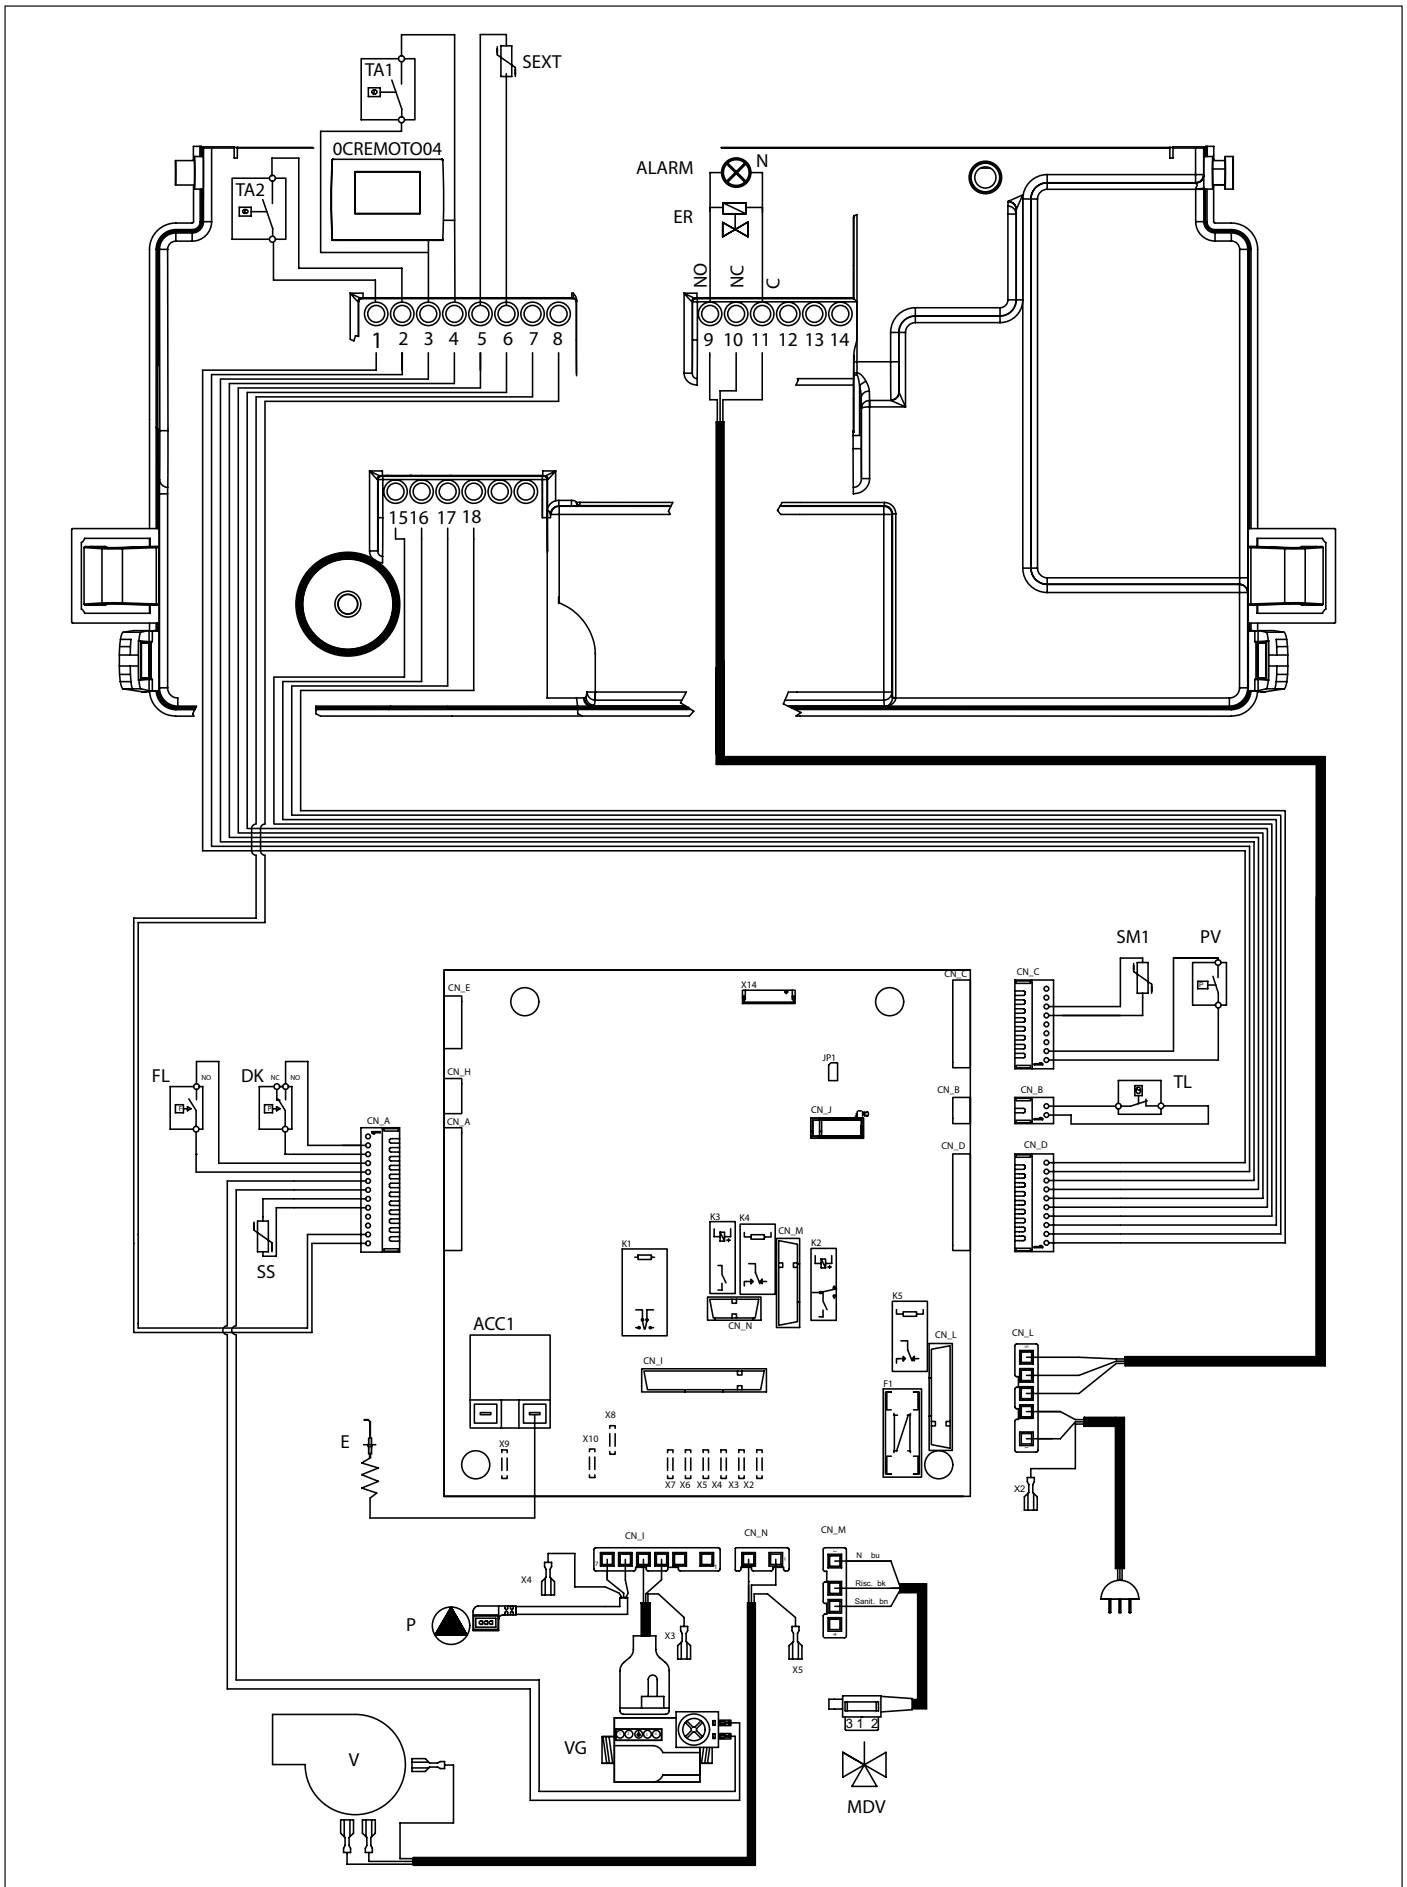 TA1
SEXT
0CREMOTO04
TA2
ALARM
N
ER
NO
NC
C
1 2 3 4 5 6 7 8
9 10 11 12 13 14
15 16 17 18
SM1
PV
CN_C
CN_C
CN_E
X14
JP1
FL
NO
DK
NC
NO
CN_H
CN_B
CN_B
TL
CN_J
CN_A
CN_A
CN_D
CN_D
K3
K4
CN_M
K2
K1
SS
CN_N
K5
CN_L
CN_L
ACC1
CN_I
F1
E
X9
X10
X8
X7 X6 X5 X4 X3 X2
X2
CN_I
CN_N
CN_M
N bu
Risc. bk
Sanit. bn
X4
P
X3
X5
3 1 2
VG
V
MDV